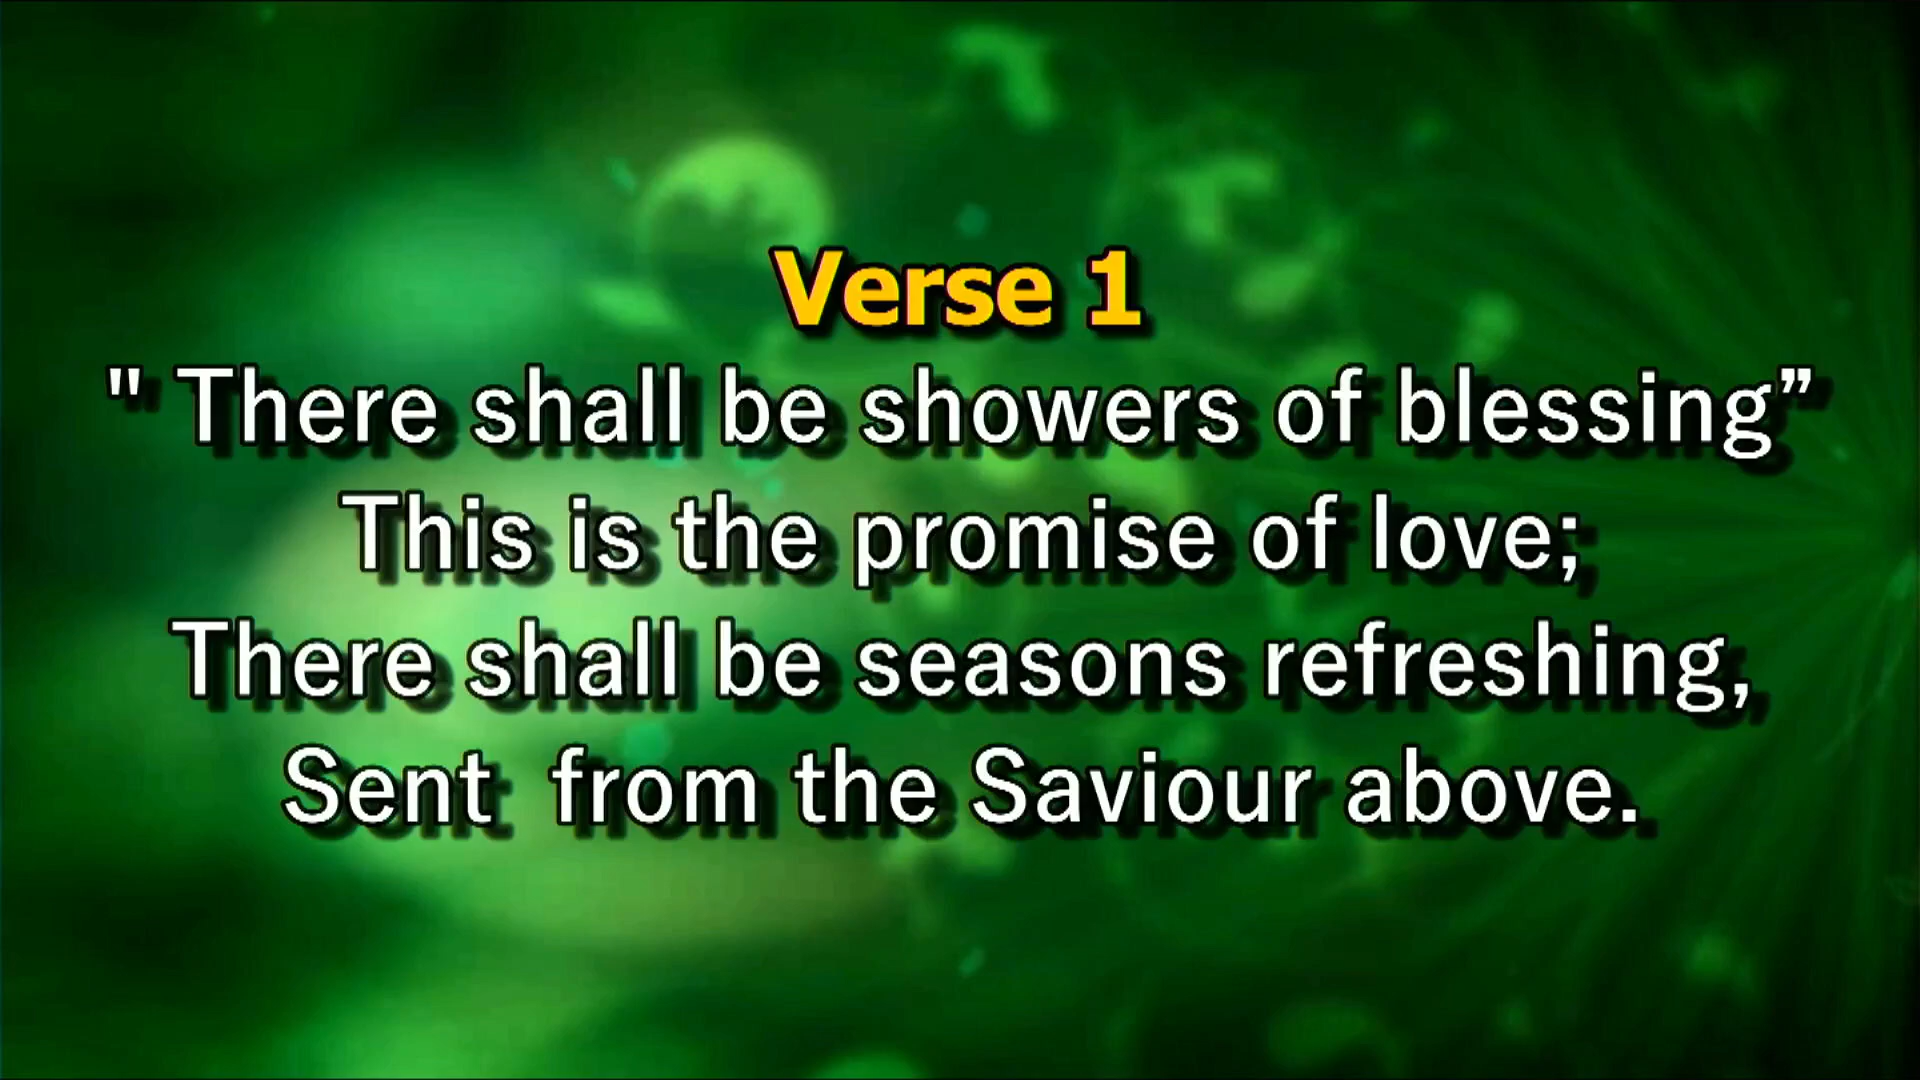 Verse 1
" There shall be showers of blessing”
This is the promise of love;
There shall be seasons refreshing,
Sent  from the Saviour above.